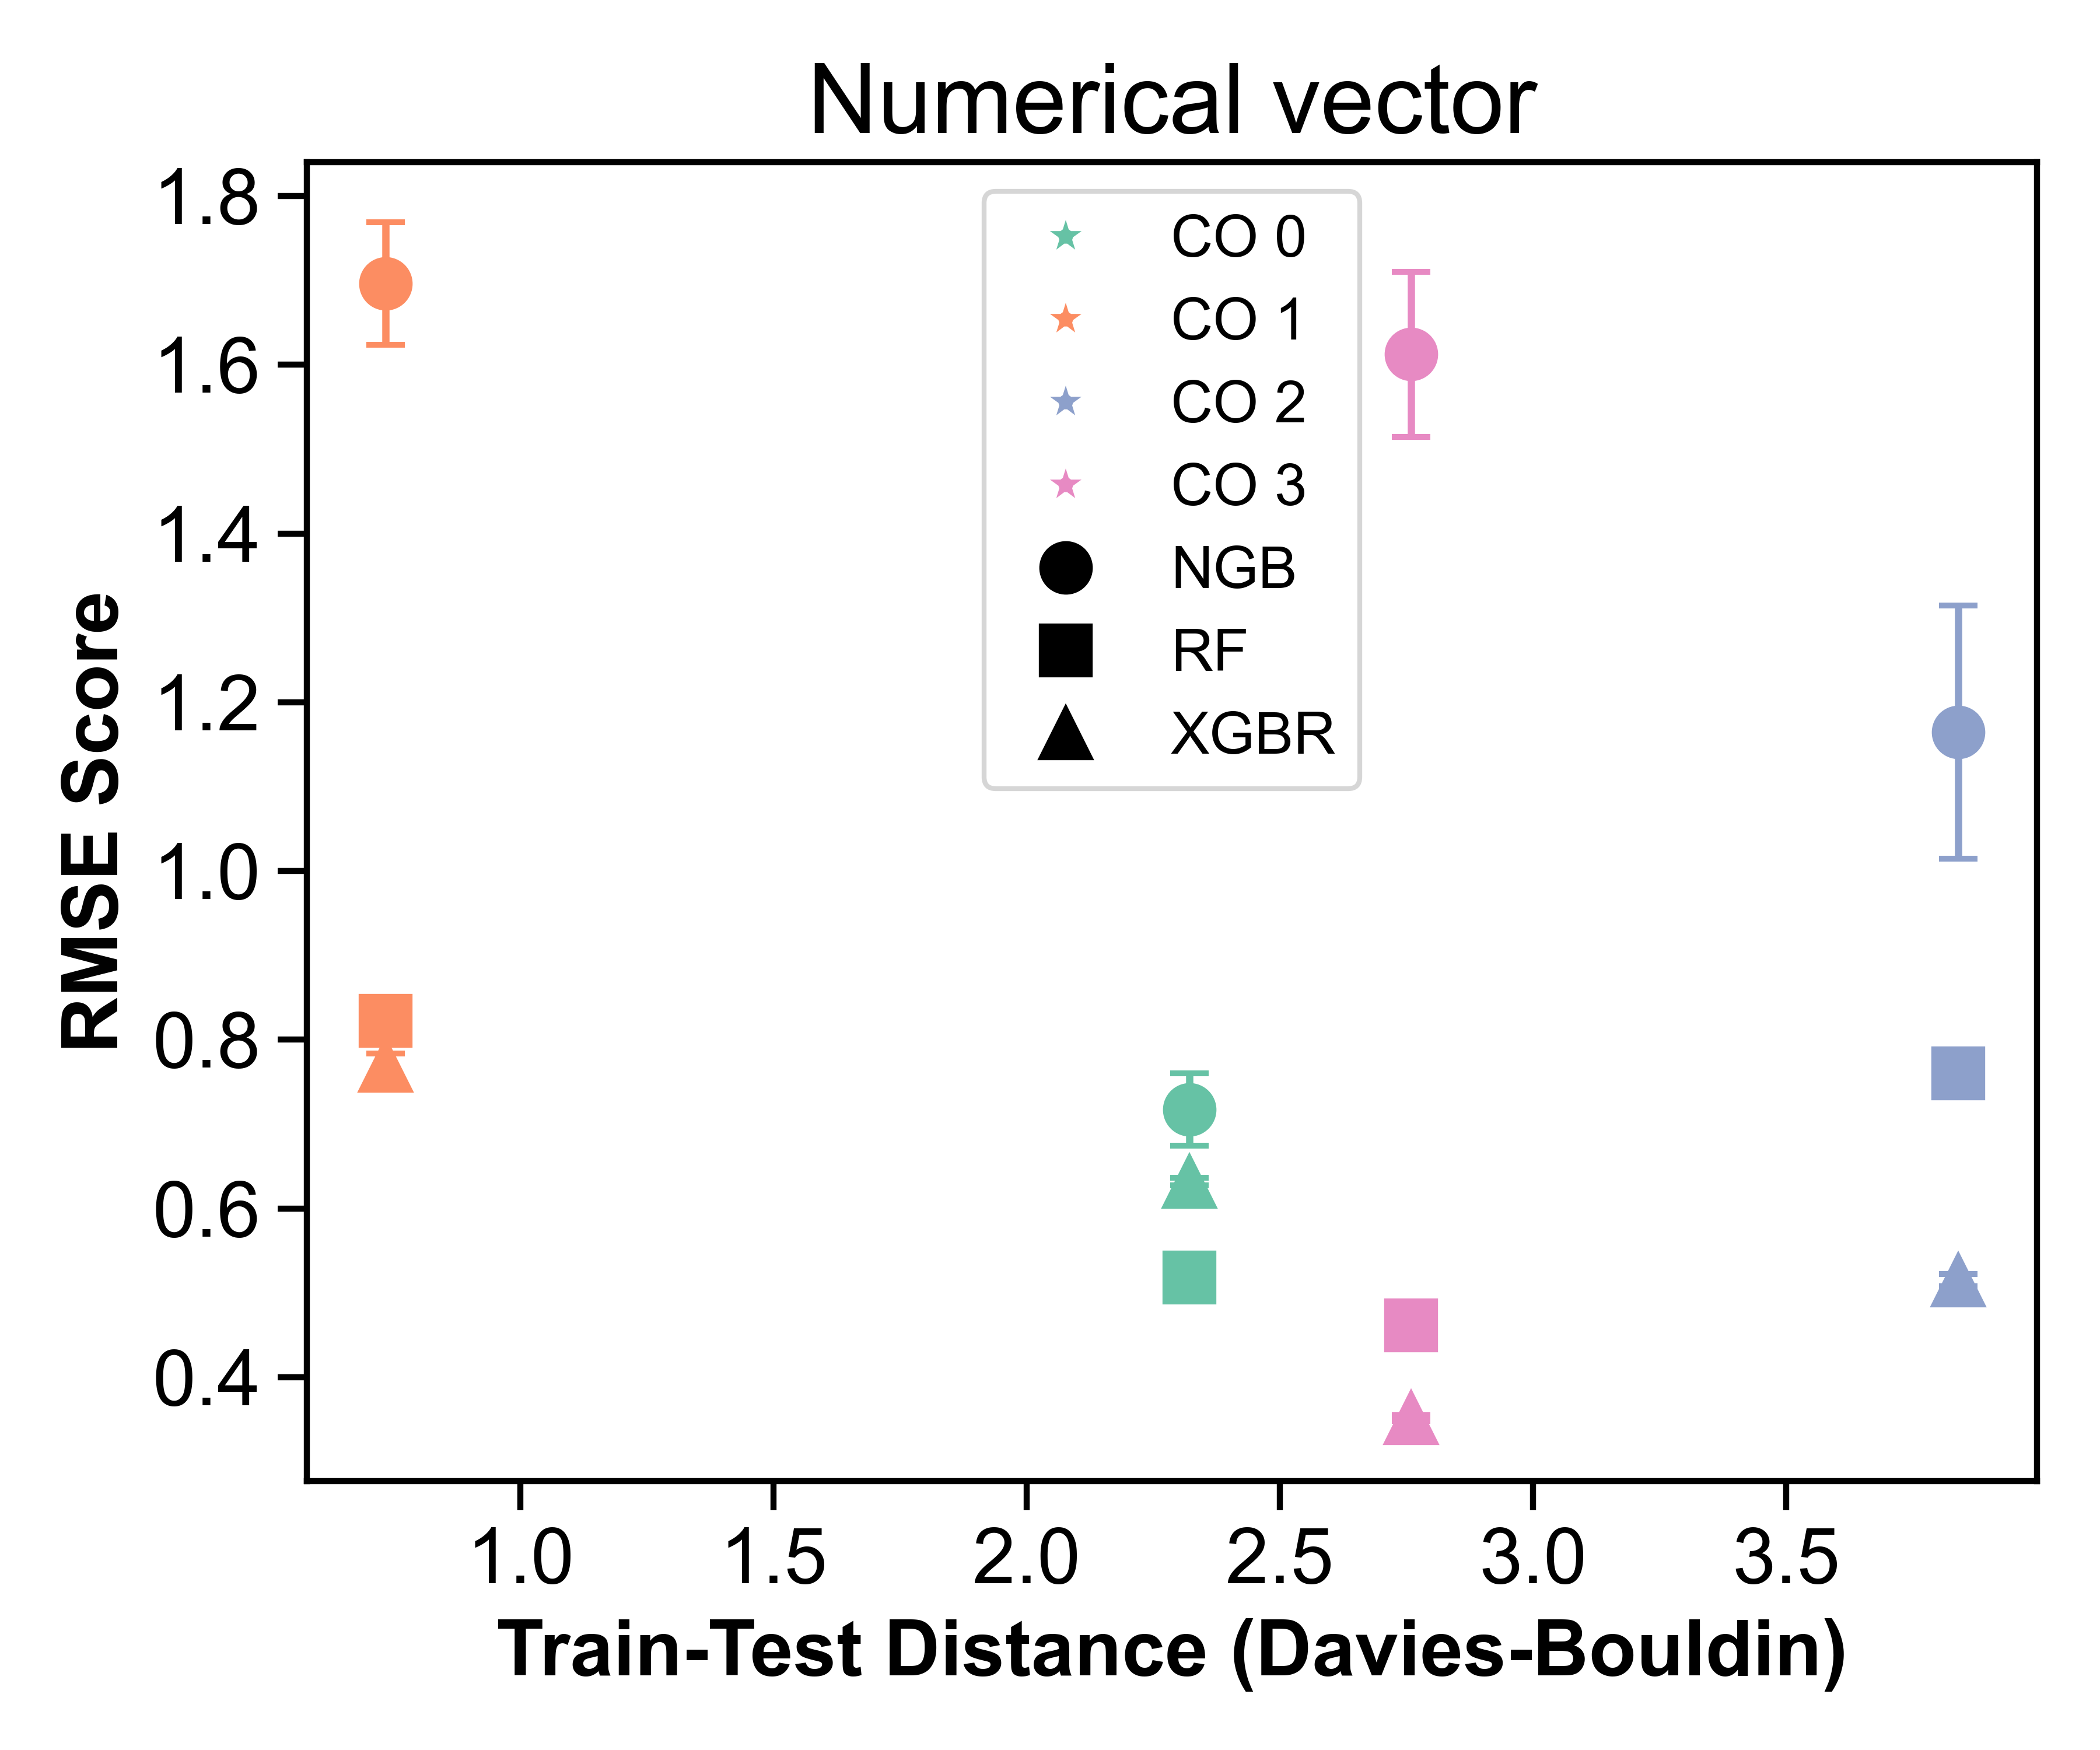 Numerical vector
RMSE Score
1.8
1.6
1.4
1.2
1.0
0.8
0.6
0.4
CO 0
CO 1
CO 2
CO 3
NGB
RF
XGBR
1.0 1.5 2.0 2.5 3.0 3.5
Train-Test Distance (Davies-Bouldin)